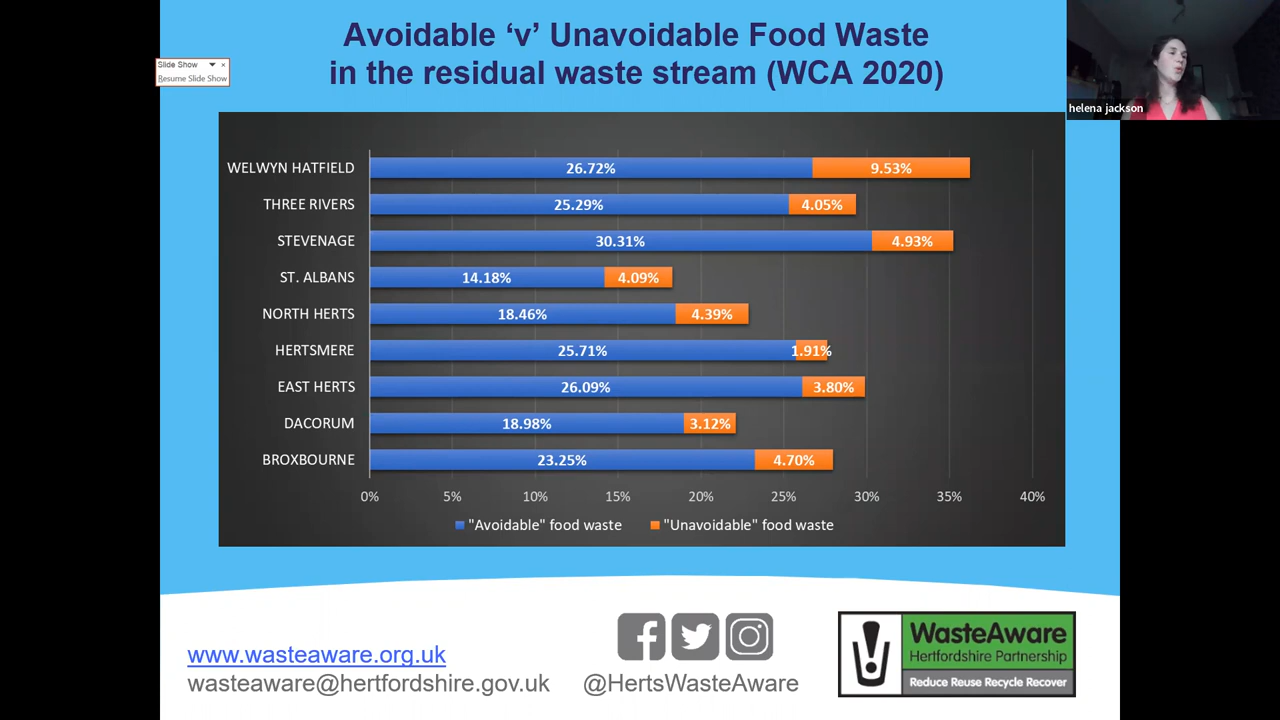 Avoidable ‘v’ Unavoidable Food Waste
in the residual waste stream (WCA 2020)
Slide Show
Resume Slide Show
helena jackson
WELWYN HATFIELD 26.72% 9.53%
THREE RIVERS 25.29% 4.05%
STEVENAGE 30.31% 4.93%
ST. ALBANS 14.18% 4.09%
NORTH HERTS 18.46% 4.39%
HERTSMERE 25.71% 1.91%
EAST HERTS 26.09% 3.80%
DACORUM 18.98% 3.12%
BROXBOURNE 23.25% 4.70%
0% 5% 10% 15% 20% 25% 30% 35% 40%
"Avoidable" food waste "Unavoidable" food waste
www.wasteaware.org.uk
wasteaware@hertfordshire.gov.uk
@HertsWasteAware
WasteAware
Hertfordshire Partnership
Reduce Reuse Recycle Recover